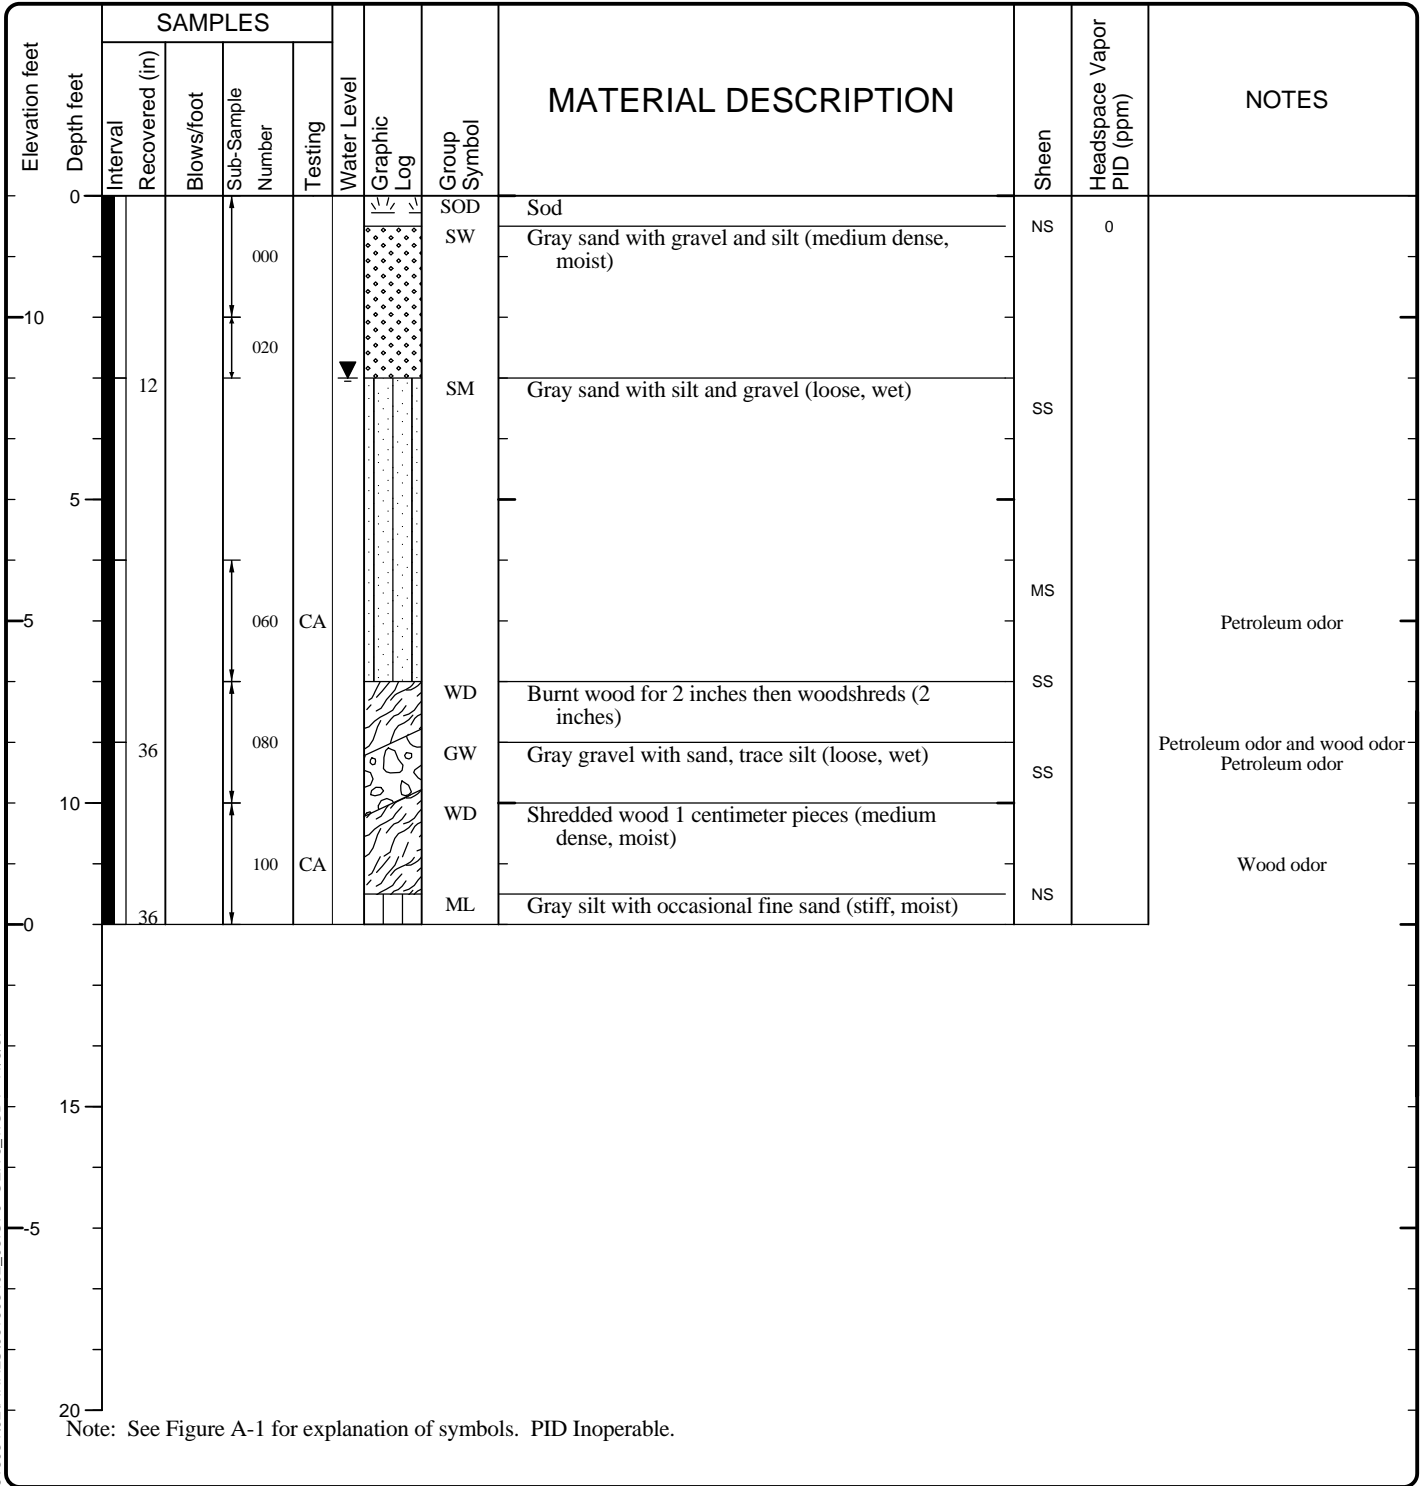 SAMPLES
Elevation feet
Depth feet
Interval
Recovered (in)
Blows/foot
Sub-Sample
Number
Testing
Water Level
Graphic
Log
Group
Symbol
MATERIAL DESCRIPTION
Sheen
Headspace Vapor
PID (ppm)
NOTES
0
SOD
Sod
NS
0
SW
Gray sand with gravel and silt (medium dense,
moist)
000
10
020
12
SM
Gray sand with silt and gravel (loose, wet)
SS
5
MS
5
060
CA
Petroleum odor
SS
WD
Burnt wood for 2 inches then woodshreds (2
inches)
080
Petroleum odor and wood odor
36
GW
Gray gravel with sand, trace silt (loose, wet)
Petroleum odor
SS
10
WD
Shredded wood 1 centimeter pieces (medium
dense, moist)
100
CA
Wood odor
NS
ML
Gray silt with occasional fine sand (stiff, moist)
36
0
15
-5
20
Note: See Figure A-1 for explanation of symbols. PID Inoperable.